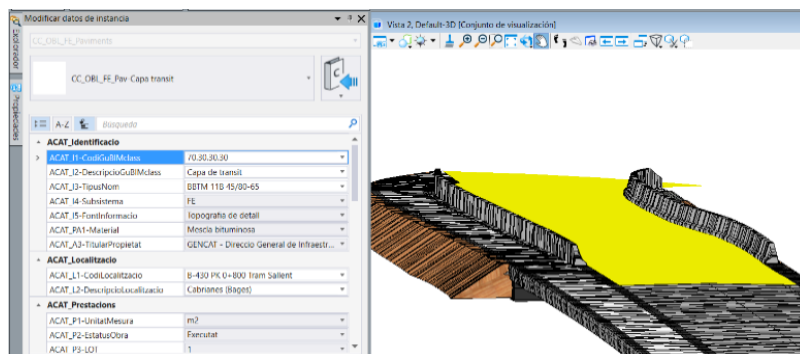 Modificar datos de instancia
CC_OBL_FE_Paviments
CC_OBL_FE_Pav-Capa transit
A-Z
Búsqueda
ACAT_Identificacio
ACAT_I1-CodiGuBIMclass 70.30.30.30
ACAT_I2-DescripcioGuBIMclass Capa de transit
ACAT_I3-TipusNom BBTM 11B 45/80-65
ACAT_I4-Subsistema FE
ACAT_I5-FontInformacio Topografia de detall
ACAT_PA1-Material Mescla bituminosa
ACAT_A3-TitularPropietat GENCAT - Direccio General de Infraestr...
ACAT_Localitzacio
ACAT_L1-CodiLocalitzacio B-430 PK 0+800 Tram Sallent
ACAT_L2-DescripcioLocalitzacio Cabrianes (Bages)
ACAT_Prestacions
ACAT_P1-UnitatMesura m2
ACAT_P2-EstatusObra Executat
ACAT_P3-LOT 1
Explorador
Propiedades
Vista 2, Default-3D [Conjunto de visualización]